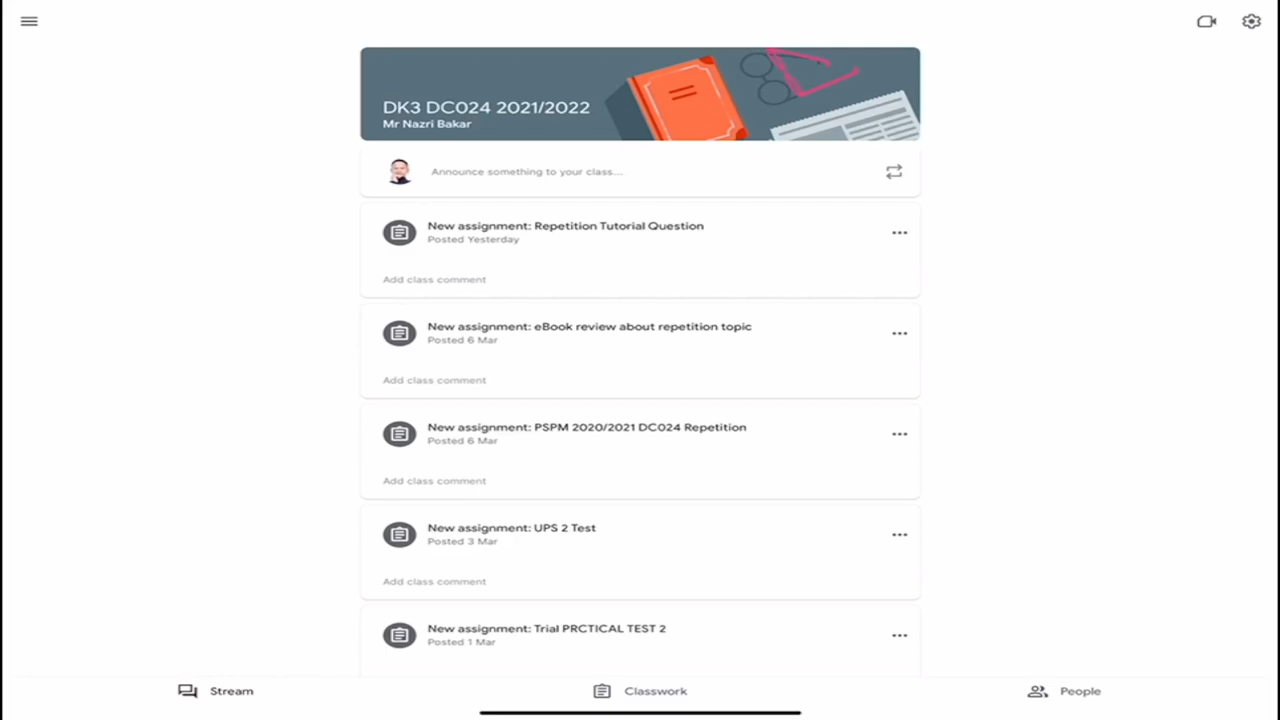 DK3 DC024 2021/2022
Mr Nazri Bakar
Announce something to your class...
New assignment: Repetition Tutorial Question
Posted Yesterday
Add class comment
New assignment: eBook review about repetition topic
Posted 6 Mar
Add class comment
New assignment: PSPM 2020/2021 DC024 Repetition
Posted 6 Mar
Add class comment
New assignment: UPS 2 Test
Posted 3 Mar
Add class comment
New assignment: Trial PRCTICAL TEST 2
Posted 1 Mar
Stream Classwork People